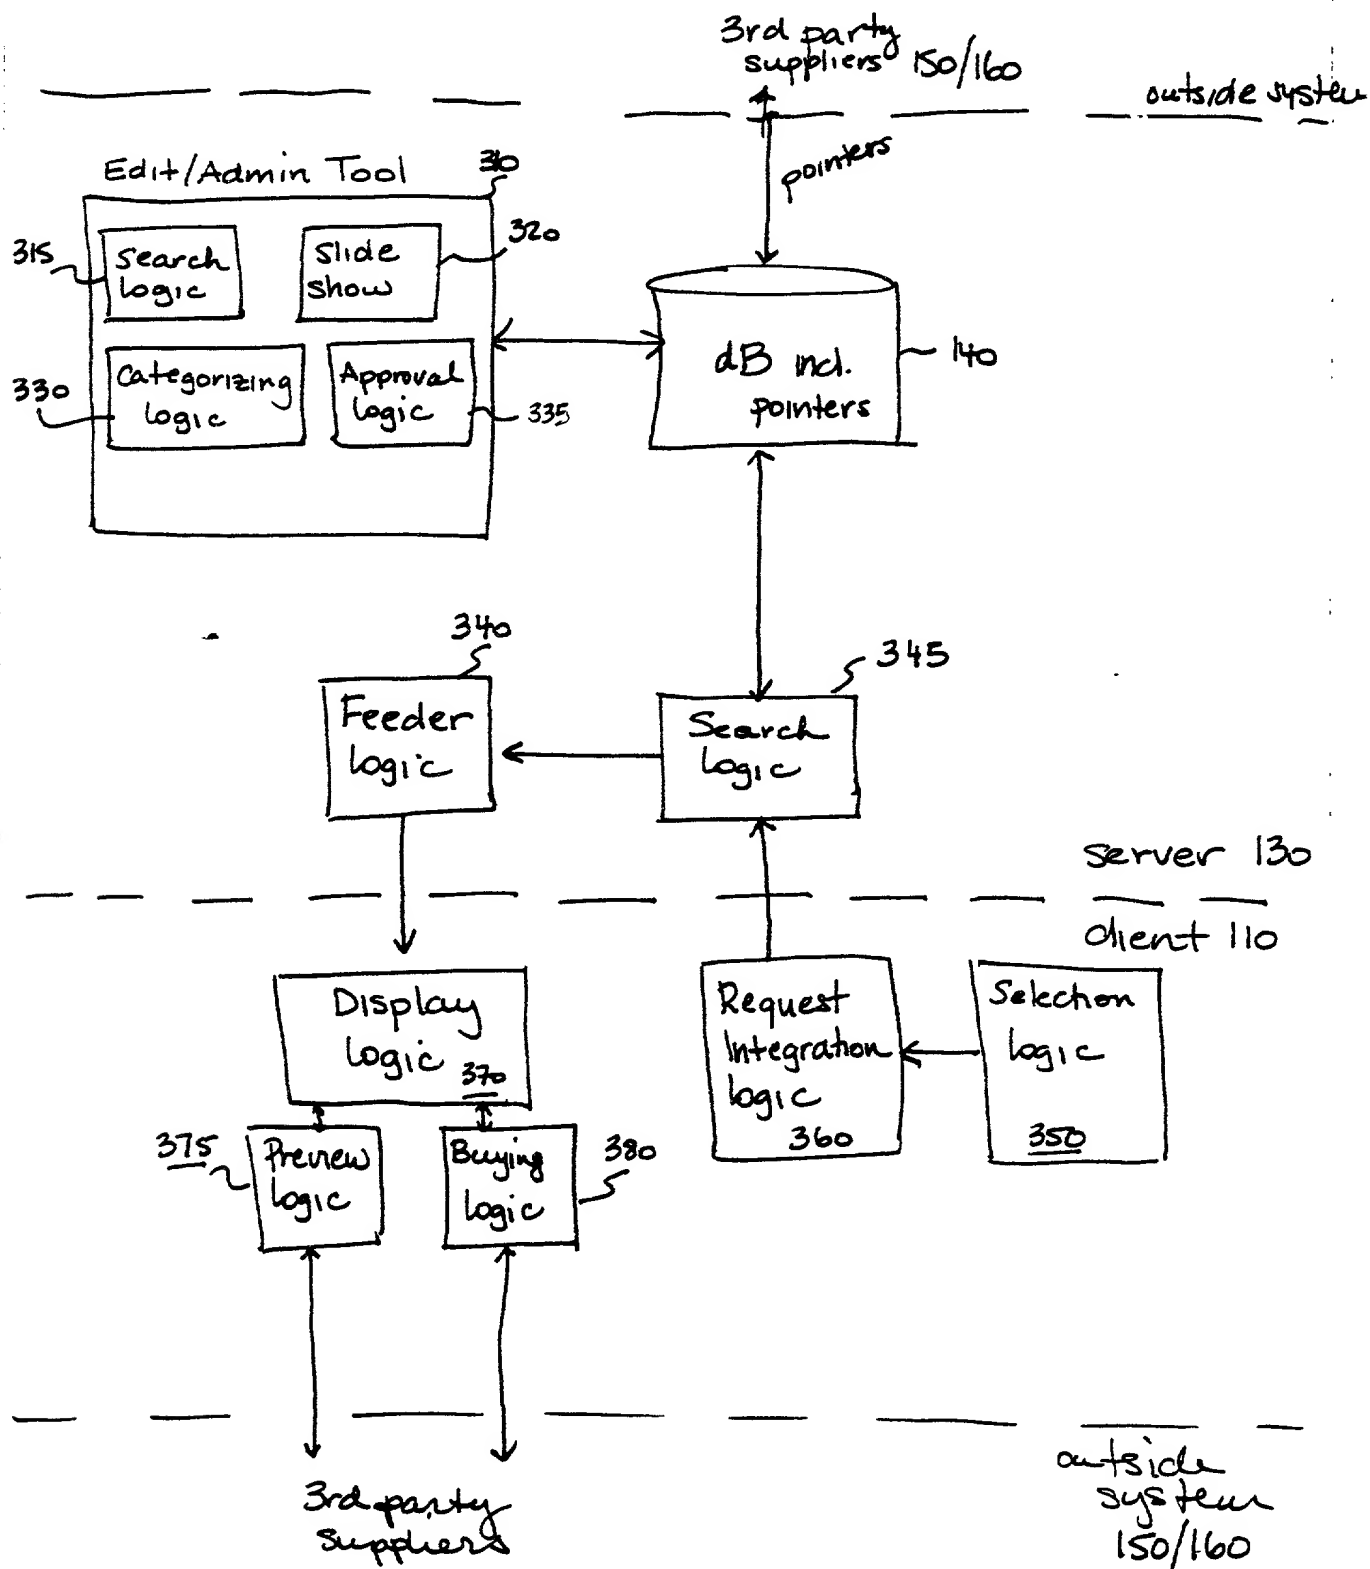 3rd party
suppliers 150/160
outside system
pointers
Edit/Admin Tool
310
315
Search
logic
Slide
show
320
330
Categorizing
logic
Approval
logic
335
dB incl.
pointers
140
340
Feeder
logic
345
Search
logic
server 130
client 110
Display
logic
370
Request
Integration
logic
360
Selection
logic
350
375
Preview
logic
Buying
logic
380
3rd party
suppliers
outside
system
150/160